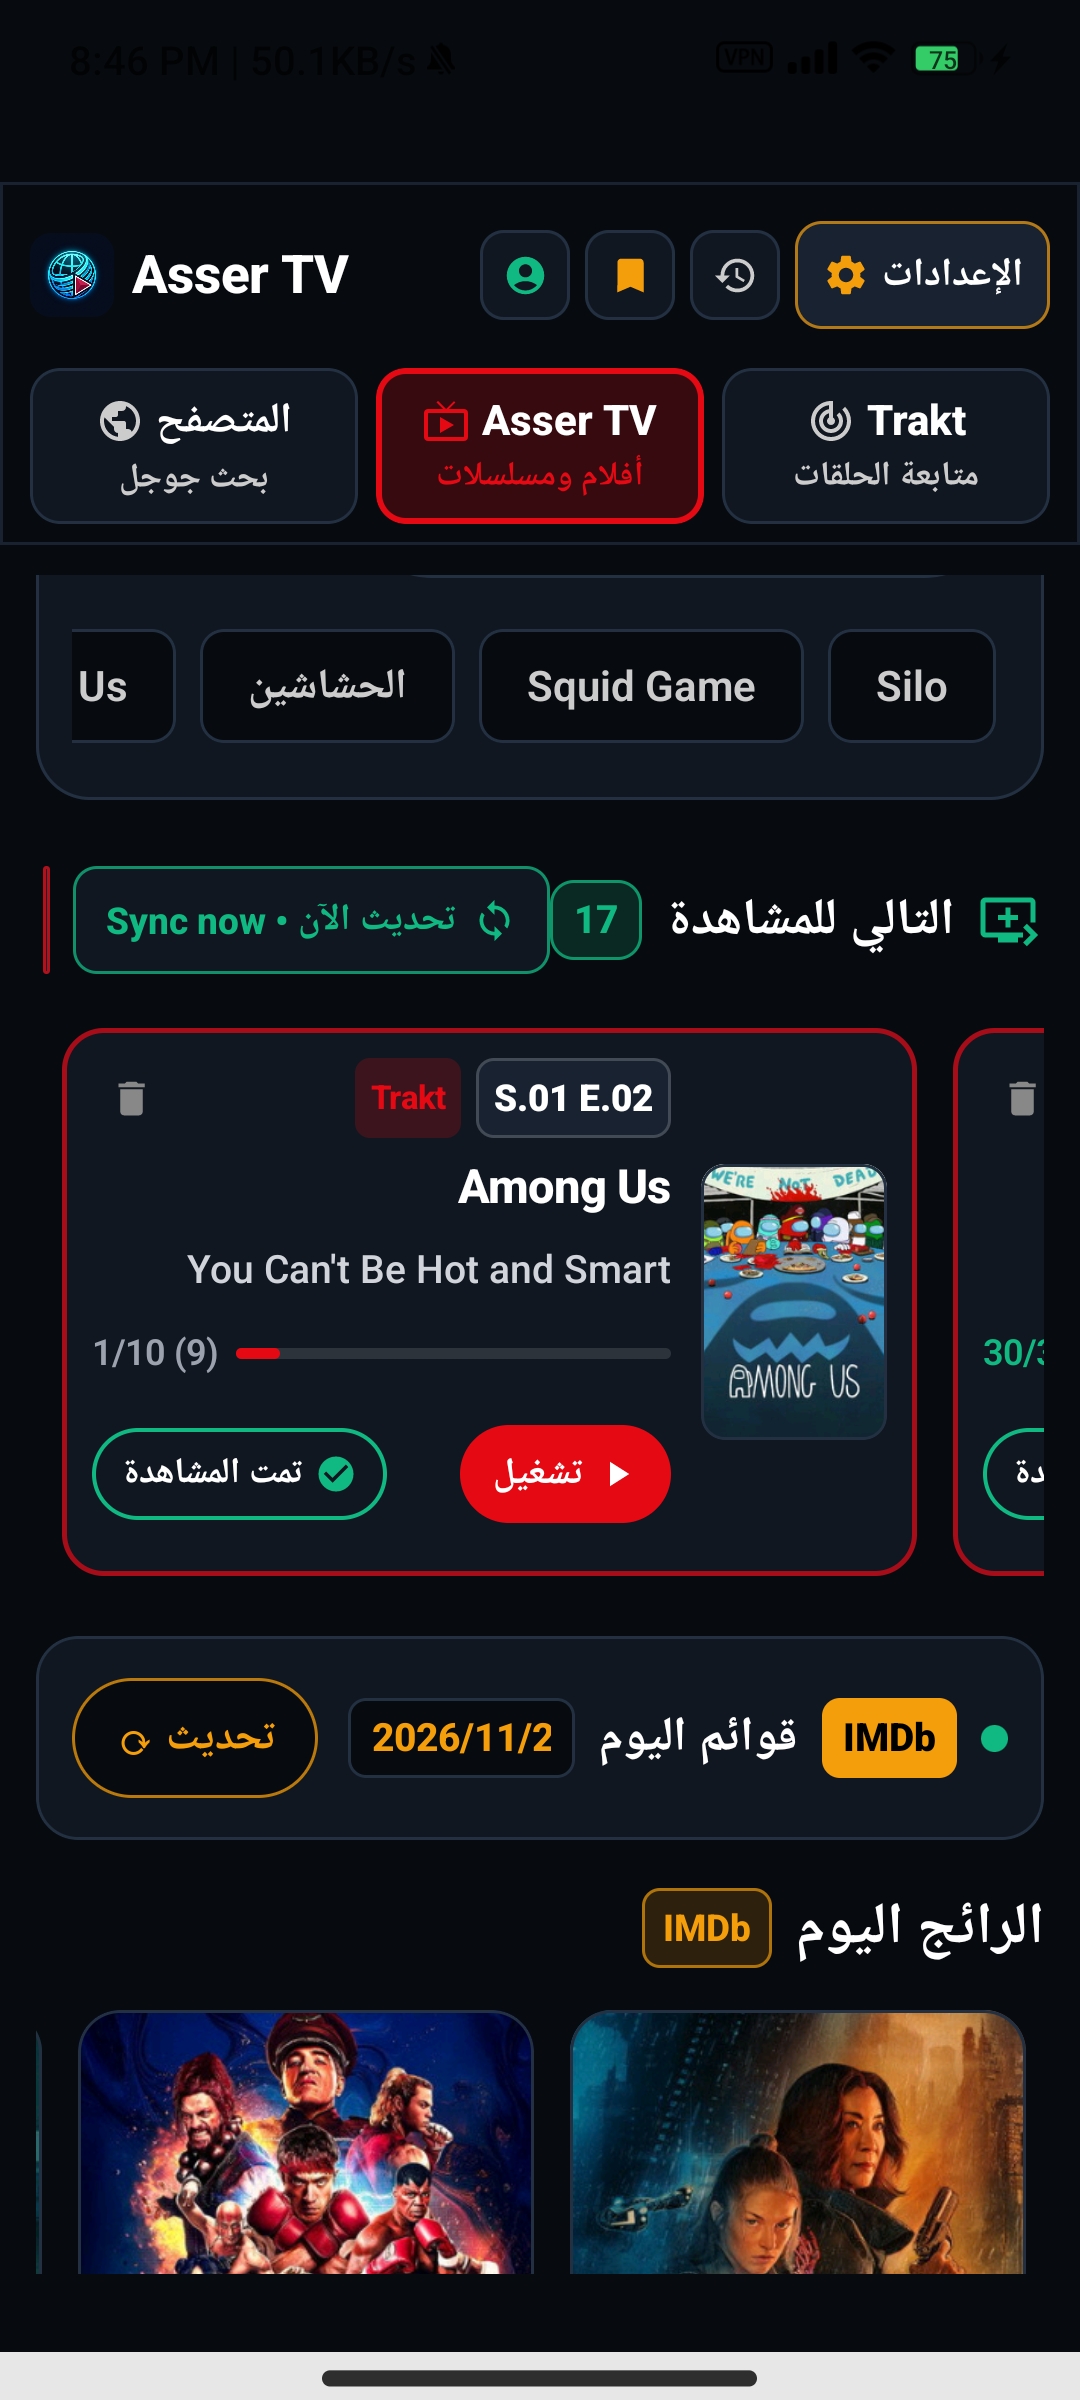 8:46 PM | 50.1KB/s VPN 75
Asser TV
الإعدادات
Trakt
متابعة الحلقات
Asser TV
أفلام ومسلسلات
المتصفح
بحث جوجل
Us
الحشاشين
Squid Game
Silo
التالي للمشاهدة
17
تحديث الآن • Sync now
Trakt
S.01 E.02
Among Us
You Can't Be Hot and Smart
1/10 (9)
تشغيل
تمت المشاهدة
WE'RE NOT DEAD
AMONG US
30/3
دة
IMDb
قوائم اليوم
2026/11/2
تحديث
الرائج اليوم
IMDb